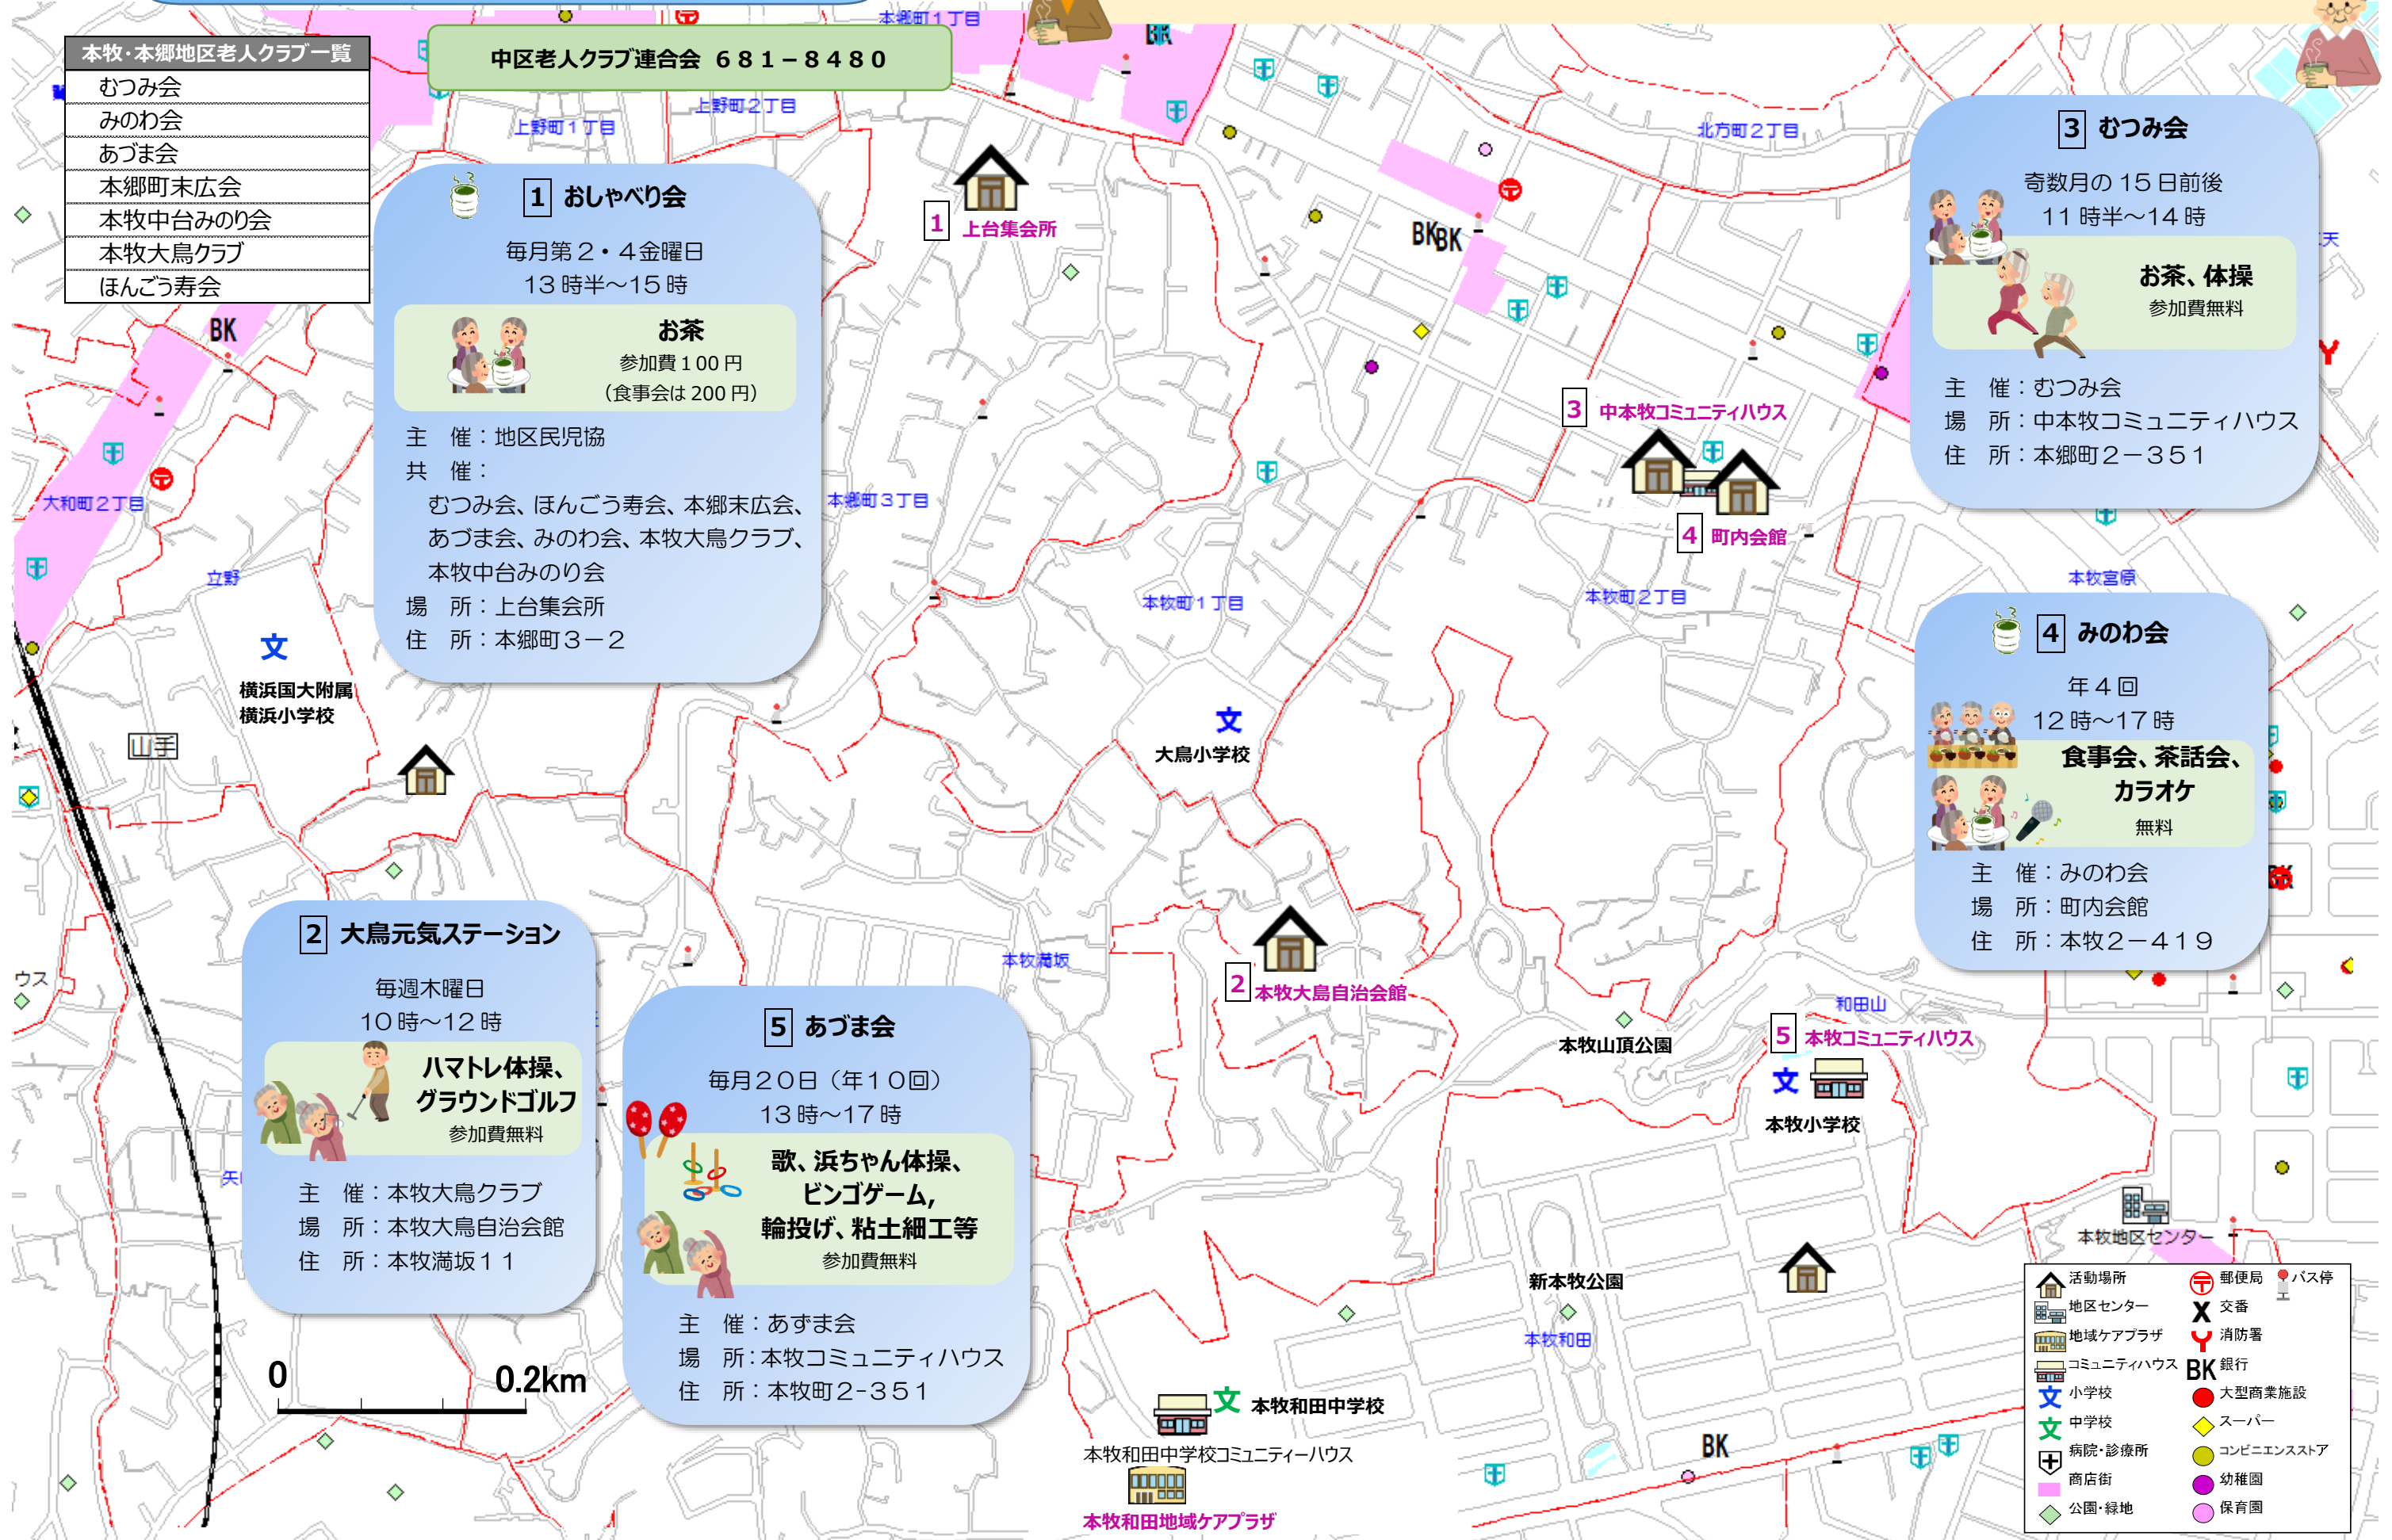 本牧・本郷地区老人クラブ一覧
むつみ会
みのわ会
あづま会
本郷町末広会
本牧中台みのり会
本牧大鳥クラブ
ほんごう寿会
中区老人クラブ連合会 ６８１－８４８０
本郷町１丁目
上野町１丁目
上野町２丁目
北方町２丁目
1 おしゃべり会
毎月第２・４金曜日
13時半～15時
お茶
参加費１００円
（食事会は200円）
主　催：地区民児協
共　催：
むつみ会、ほんごう寿会、本郷末広会、
あづま会、みのわ会、本牧大鳥クラブ、
本牧中台みのり会
場　所：上台集会所
住　所：本郷町３－２
1 上台集会所
BK
BK
BKBK
3 むつみ会
奇数月の15日前後
11時半～14時
お茶、体操
参加費無料
主　催：むつみ会
場　所：中本牧コミュニティハウス
住　所：本郷町２－３５１
天
3 中本牧コミュニティハウス
4 町内会館
大和町２丁目
立野
本郷町３丁目
本牧町１丁目
本牧町２丁目
本牧宮原
文
横浜国大附属
横浜小学校
山手
文
大鳥小学校
4 みのわ会
年４回
12時～17時
食事会、茶話会、
カラオケ
無料
主　催：みのわ会
場　所：町内会館
住　所：本牧２－４１９
2 大鳥元気ステーション
毎週木曜日
10時～12時
ハマトレ体操、
グラウンドゴルフ
参加費無料
主　催：本牧大鳥クラブ
場　所：本牧大鳥自治会館
住　所：本牧満坂１１
ウス
矢
5 あづま会
毎月２０日（年１０回）
13時～17時
歌、浜ちゃん体操、
ビンゴゲーム,
輪投げ、粘土細工等
参加費無料
主　催：あずま会
場　所：本牧コミュニティハウス
住　所：本牧町２-３５１
本牧満坂
2 本牧大鳥自治会館
本牧山頂公園
和田山
5 本牧コミュニティハウス
文
本牧小学校
本牧地区センター
新本牧公園
本牧和田
文 本牧和田中学校
本牧和田中学校コミュニティーハウス
本牧和田地域ケアプラザ
BK
0 0.2km
活動場所
地区センター
地域ケアプラザ
コミュニティハウス
文 小学校
文 中学校
病院・診療所
商店街
公園・緑地
郵便局
バス停
X 交番
消防署
BK 銀行
大型商業施設
スーパー
コンビニエンスストア
幼稚園
保育園